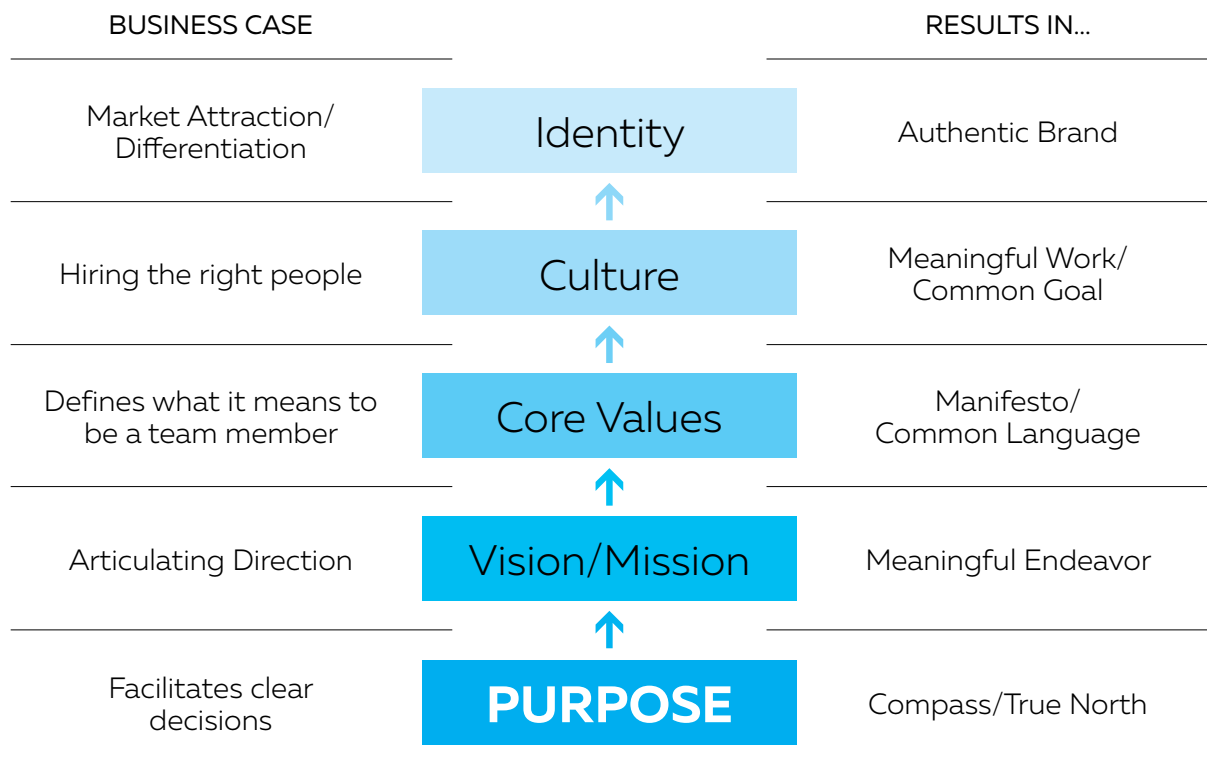 BUSINESS CASE
RESULTS IN...
Market Attraction/
Differentiation
Identity
Authentic Brand
Hiring the right people
Culture
Meaningful Work/
Common Goal
Defines what it means to
be a team member
Core Values
Manifesto/
Common Language
Articulating Direction
Vision/Mission
Meaningful Endeavor
Facilitates clear
decisions
PURPOSE
Compass/True North